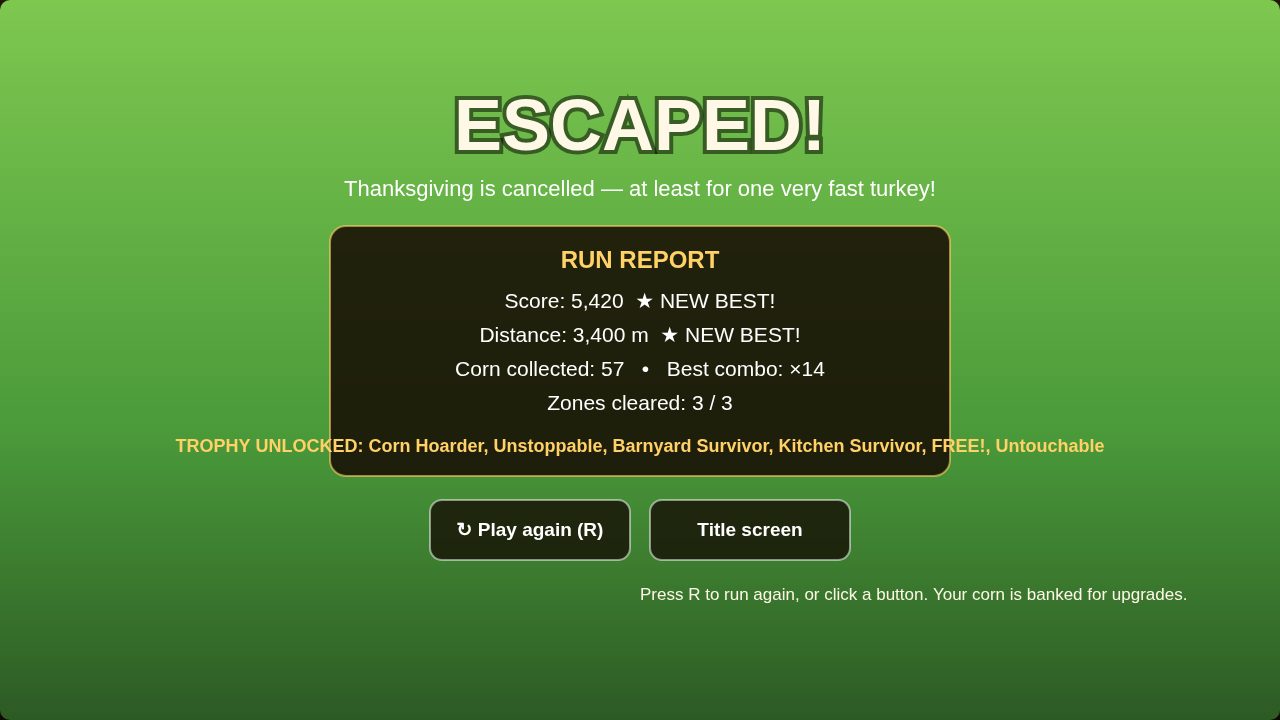 ESCAPED!
Thanksgiving is cancelled — at least for one very fast turkey!
RUN REPORT
Score: 5,420 ★ NEW BEST!
Distance: 3,400 m ★ NEW BEST!
Corn collected: 57 • Best combo: ×14
Zones cleared: 3 / 3
TROPHY UNLOCKED: Corn Hoarder, Unstoppable, Barnyard Survivor, Kitchen Survivor, FREE!, Untouchable
↻ Play again (R)
Title screen
Press R to run again, or click a button. Your corn is banked for upgrades.